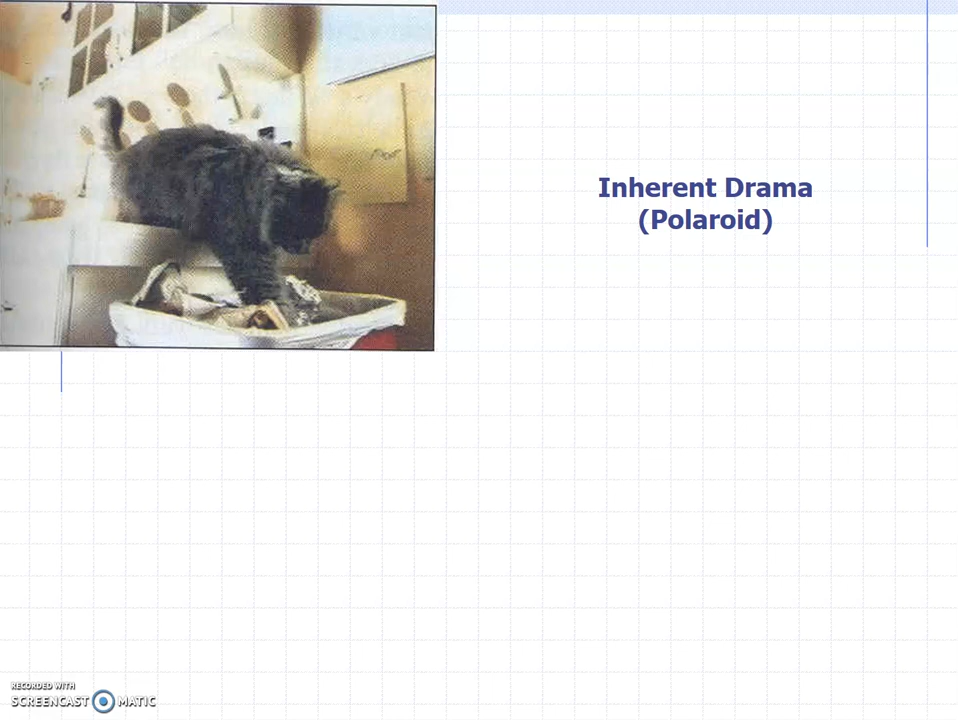 Inherent Drama
(Polaroid)
RECORDED WITH
SCREENCAST MATIC